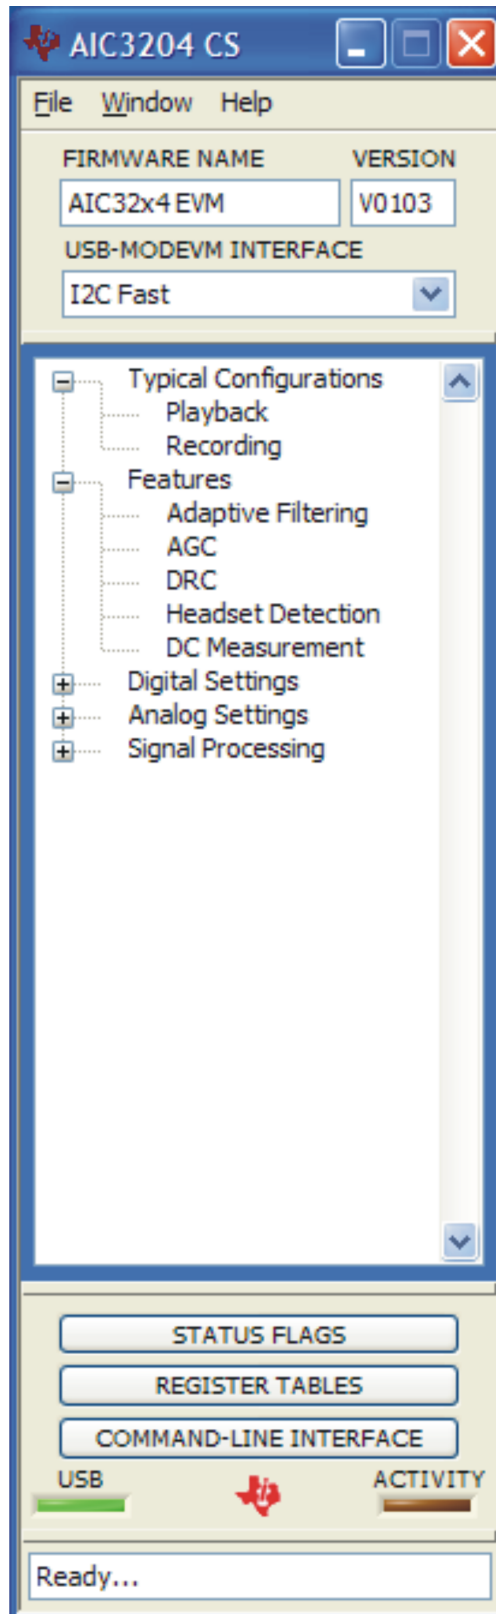 AIC3204 CS
File Window Help
FIRMWARE NAME VERSION
AIC32x4 EVM V0103
USB-MODEVM INTERFACE
I2C Fast
Typical Configurations
Playback
Recording
Features
Adaptive Filtering
AGC
DRC
Headset Detection
DC Measurement
Digital Settings
Analog Settings
Signal Processing
STATUS FLAGS
REGISTER TABLES
COMMAND-LINE INTERFACE
USB ACTIVITY
Ready...